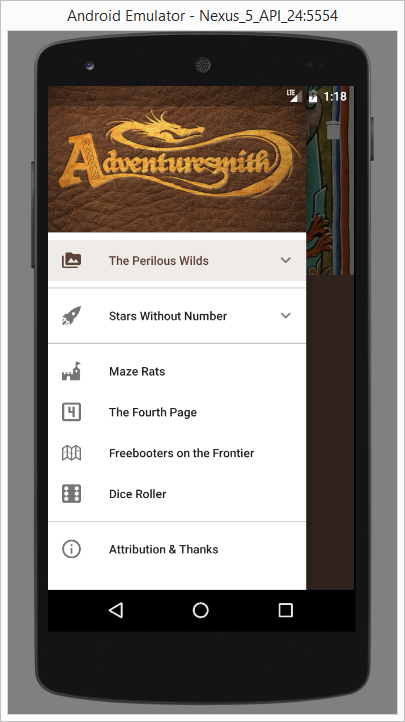 Android Emulator - Nexus_5_API_24:5554
LTE 1:18
Adventuresmith
The Perilous Wilds
Stars Without Number
Maze Rats
4 The Fourth Page
Freebooters on the Frontier
Dice Roller
Attribution & Thanks